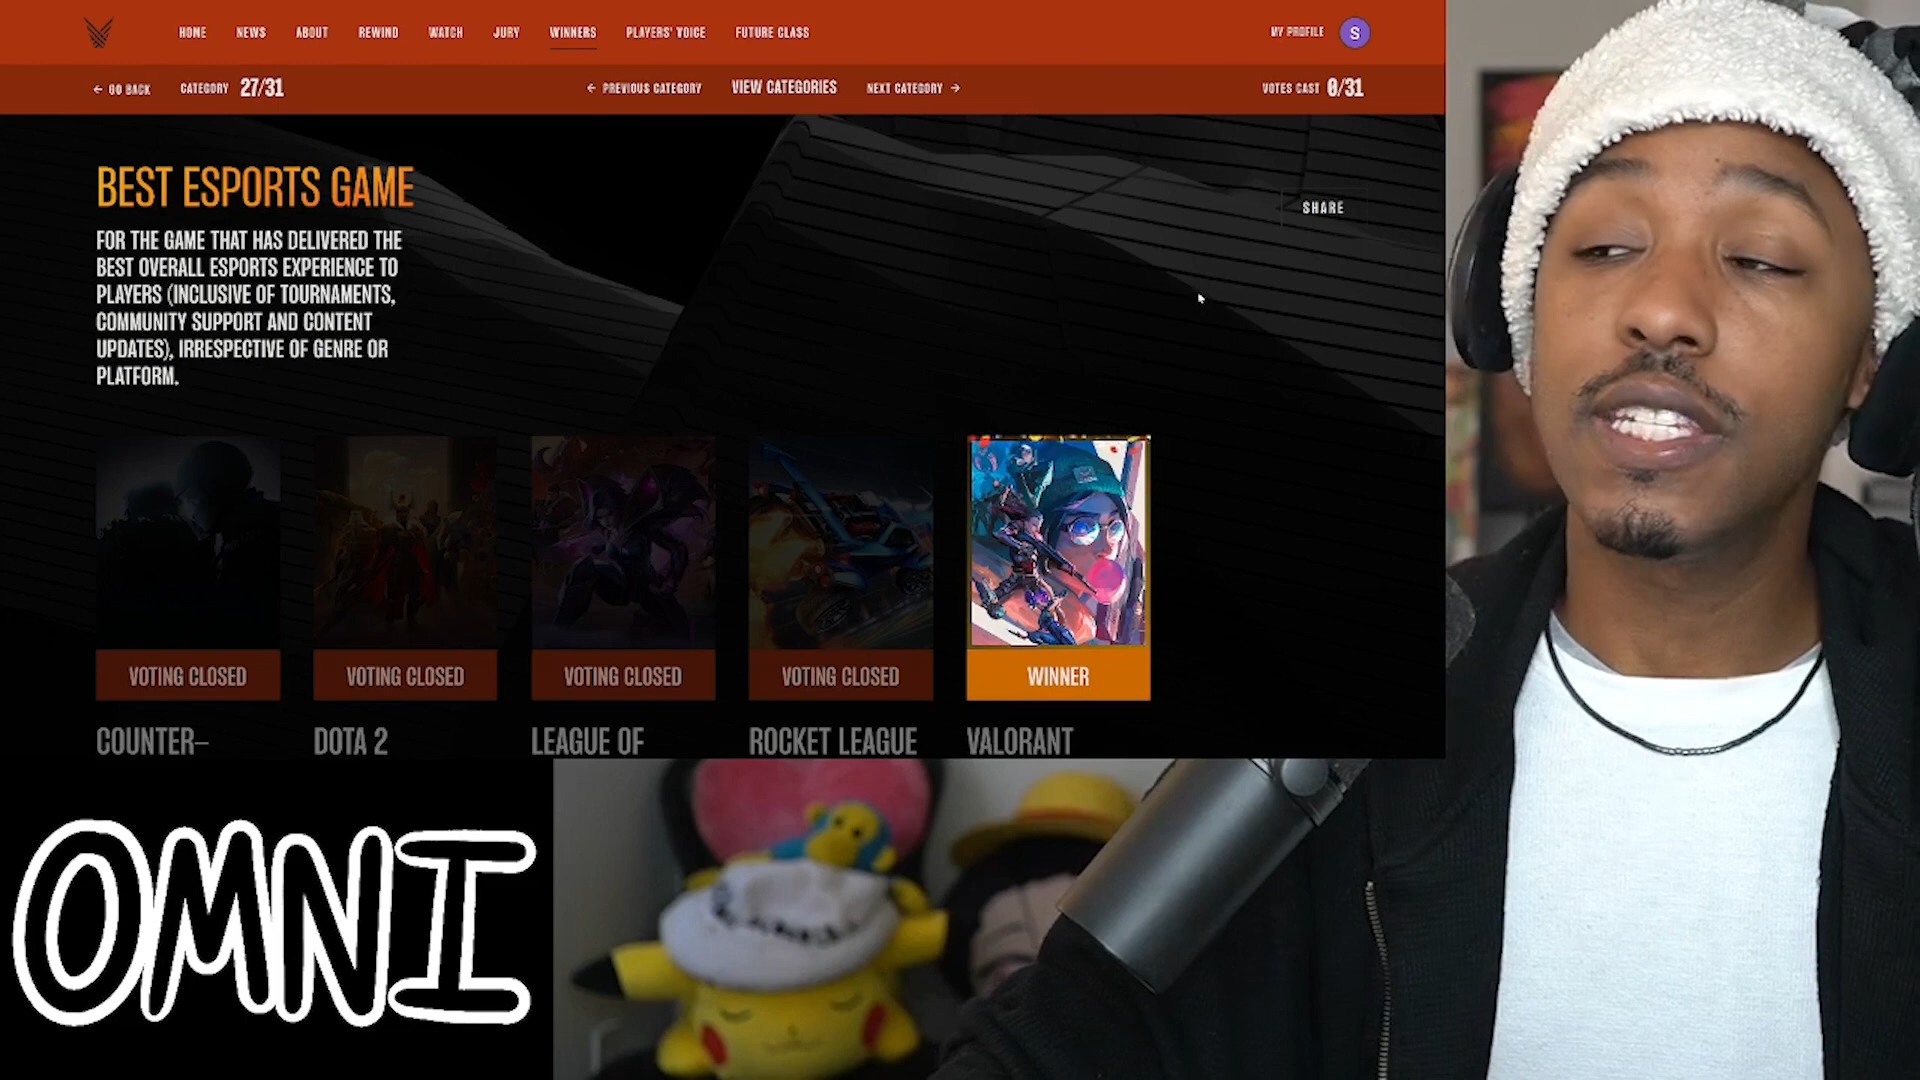 HOME NEWS ABOUT REWIND WATCH JURY WINNERS PLAYERS' VOICE FUTURE CLASS MY PROFILE S
← GO BACK CATEGORY 27/31 ← PREVIOUS CATEGORY VIEW CATEGORIES NEXT CATEGORY → VOTES CAST 0/31
BEST ESPORTS GAME
SHARE
FOR THE GAME THAT HAS DELIVERED THE
BEST OVERALL ESPORTS EXPERIENCE TO
PLAYERS (INCLUSIVE OF TOURNAMENTS,
COMMUNITY SUPPORT AND CONTENT
UPDATES), IRRESPECTIVE OF GENRE OR
PLATFORM.
VOTING CLOSED VOTING CLOSED VOTING CLOSED VOTING CLOSED WINNER
COUNTER- DOTA 2 LEAGUE OF ROCKET LEAGUE VALORANT
OMNI